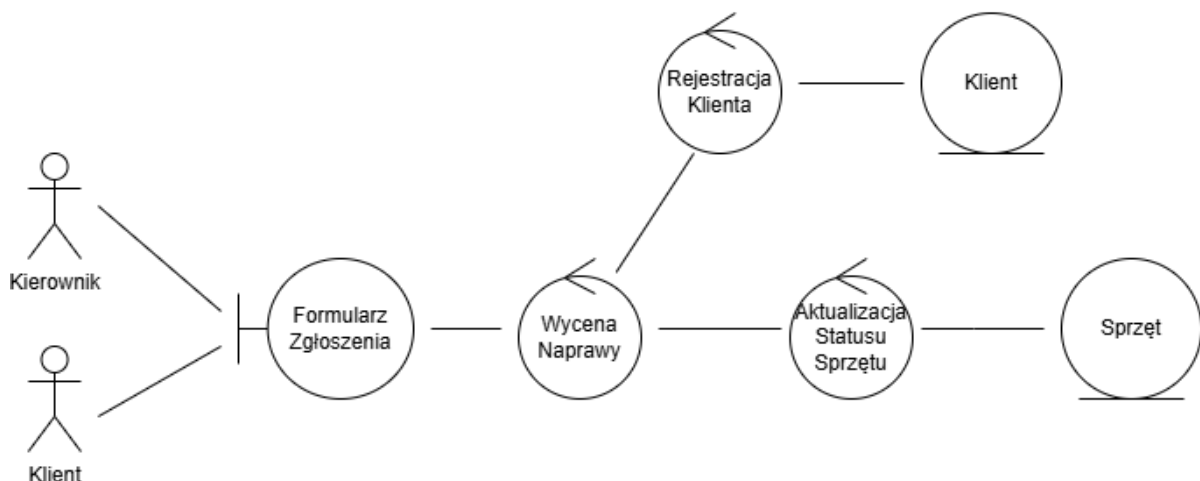 Rejestracja
Klienta
Klient
Kierownik
Formularz
Zgłoszenia
Wycena
Naprawy
Aktualizacja
Statusu
Sprzętu
Sprzęt
Klient